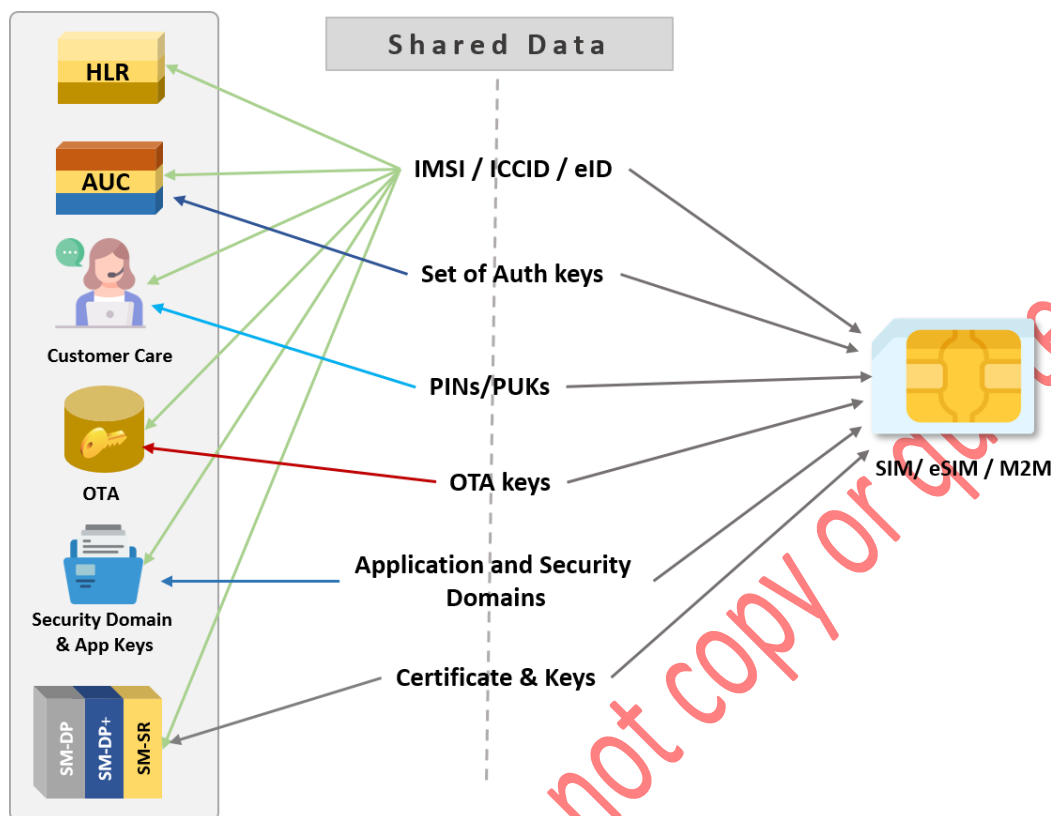 Shared Data
HLR
AUC
Customer Care
OTA
Security Domain
& App Keys
SM-DP
SM-DP+
SM-SR
IMSI / ICCID / eID
Set of Auth keys
PINs/PUKs
OTA keys
Application and Security
Domains
Certificate & Keys
SIM/ eSIM / M2M
not copy or